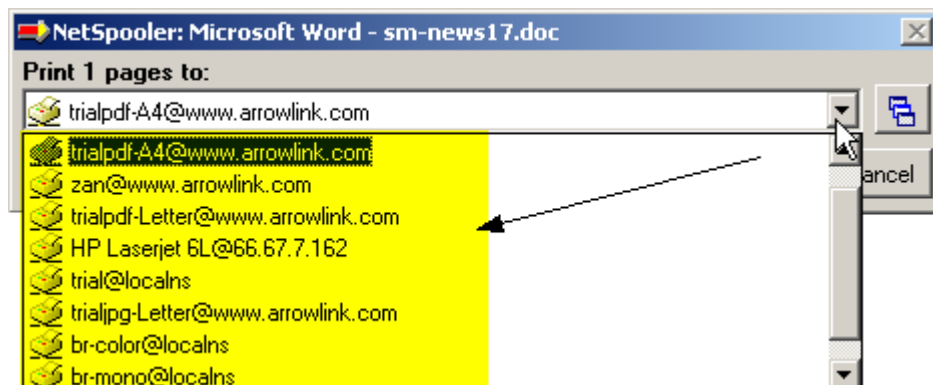 NetSpooler: Microsoft Word - sm-news17.doc
Print 1 pages to:
trialpdf-A4@www.arrowlink.com
trialpdf-A4@www.arrowlink.com
zan@www.arrowlink.com
ancel
trialpdf-Letter@www.arrowlink.com
HP Laserjet 6L@66.67.7.162
trial@localns
trialjpg-Letter@www.arrowlink.com
br-color@localns
br-mono@localns